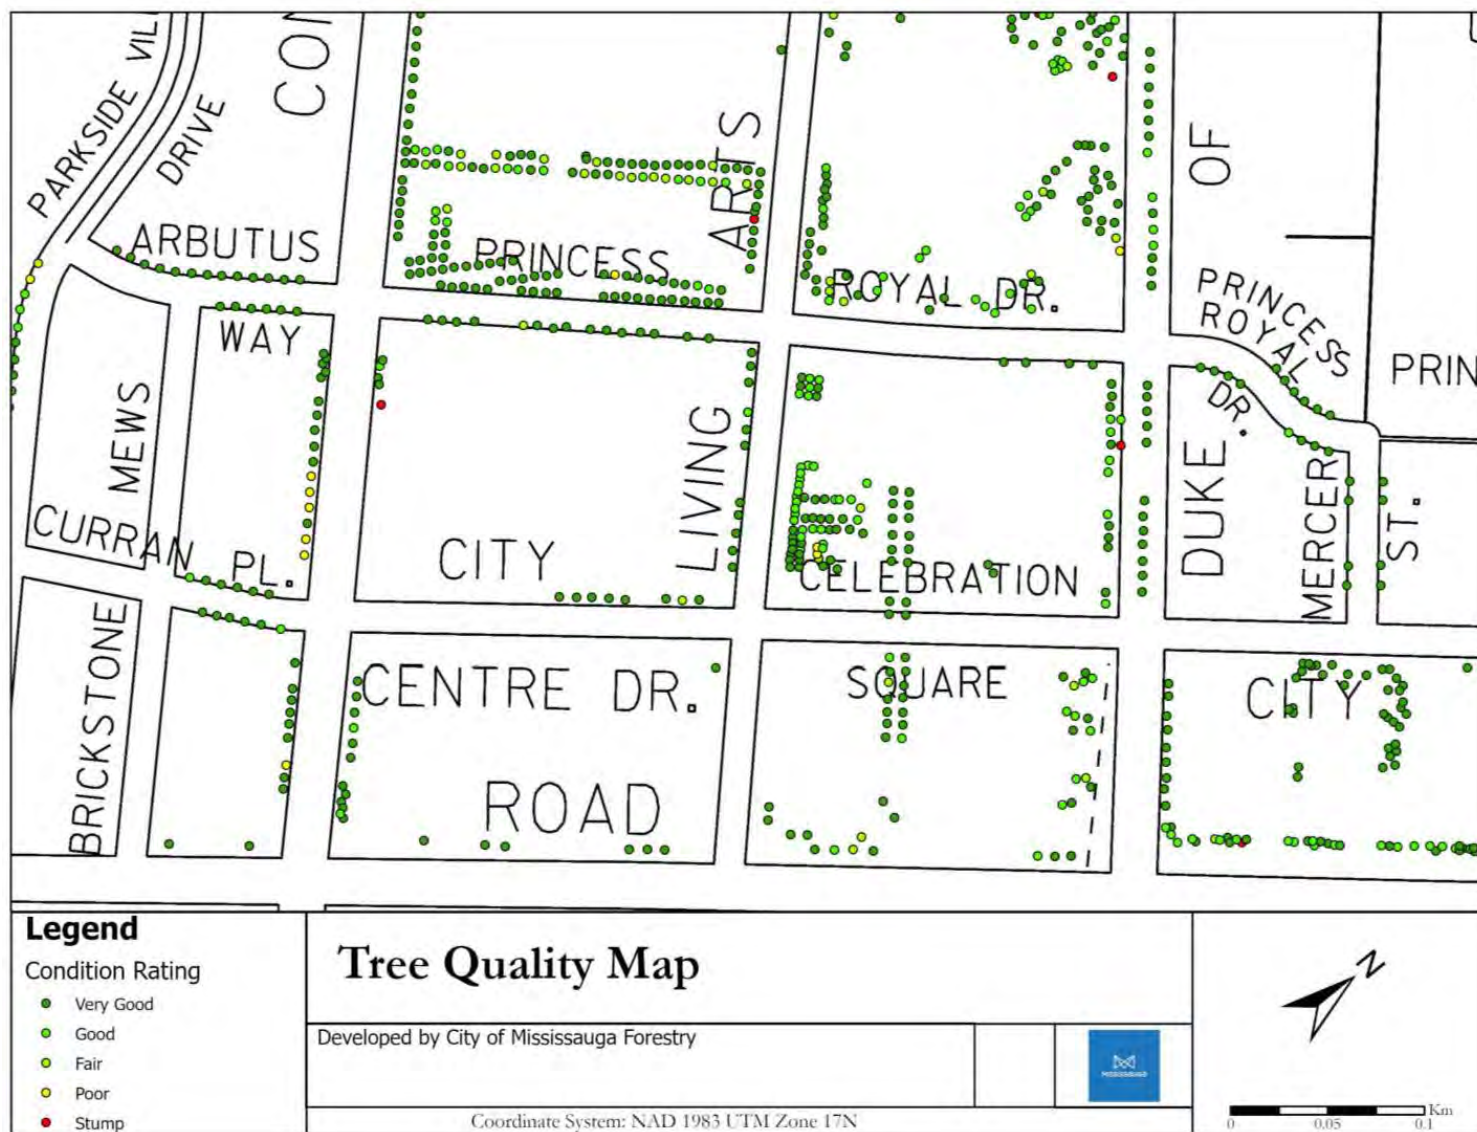 PARKSIDE VIL
DRIVE
CON
ARTS
OF
ARBUTUS
PRINCESS
ROYAL DR.
PRINCESS
ROYAL
DR.
WAY
PRIN
MEWS
LIVING
DUKE
MERCER
ST.
CURRAN PL.
CITY
CELEBRATION
BRICKSTONE
CENTRE DR.
SQUARE
CITY
ROAD
Legend
Condition Rating
Very Good
Good
Fair
Poor
Stump
Tree Quality Map
Developed by City of Mississauga Forestry
MISSISSAUGA
Coordinate System: NAD 1983 UTM Zone 17N
N
Km
0 0.05 0.1